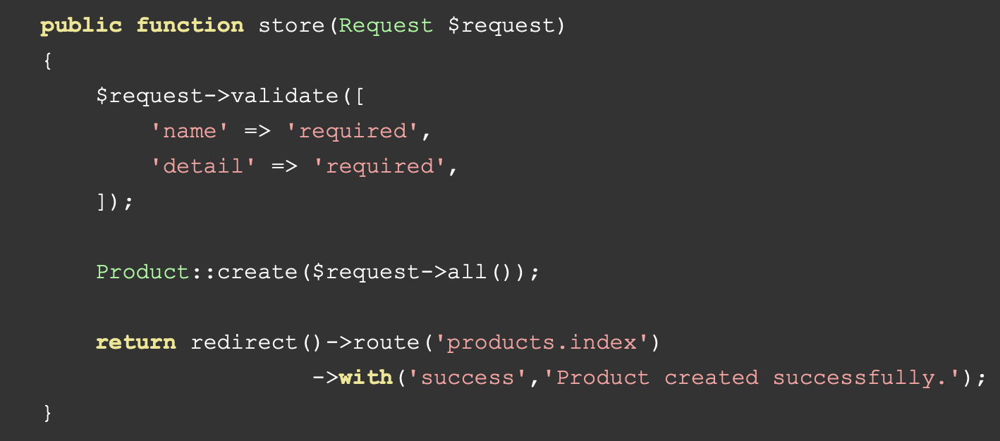 public function store(Request $request)
{
    $request->validate([
        'name' => 'required',
        'detail' => 'required',
    ]);

    Product::create($request->all());

    return redirect()->route('products.index')
                    ->with('success','Product created successfully.');
}